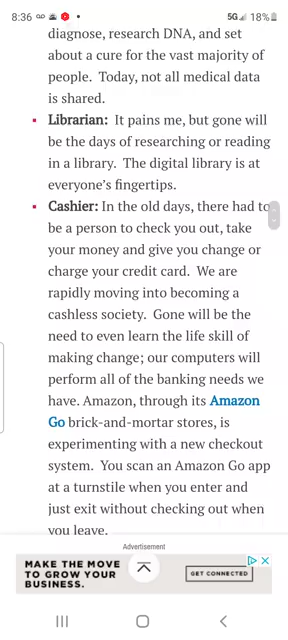 8:36
5G 18%
diagnose, research DNA, and set
about a cure for the vast majority of
people. Today, not all medical data
is shared.
▪ Librarian: It pains me, but gone will
be the days of researching or reading
in a library. The digital library is at
everyone's fingertips.
▪ Cashier: In the old days, there had to
be a person to check you out, take
your money and give you change or
charge your credit card. We are
rapidly moving into becoming a
cashless society. Gone will be the
need to even learn the life skill of
making change; our computers will
perform all of the banking needs we
have. Amazon, through its Amazon
Go brick-and-mortar stores, is
experimenting with a new checkout
system. You scan an Amazon Go app
at a turnstile when you enter and
just exit without checking out when
you leave.
Advertisement
MAKE THE MOVE
TO GROW YOUR
BUSINESS.
GET CONNECTED